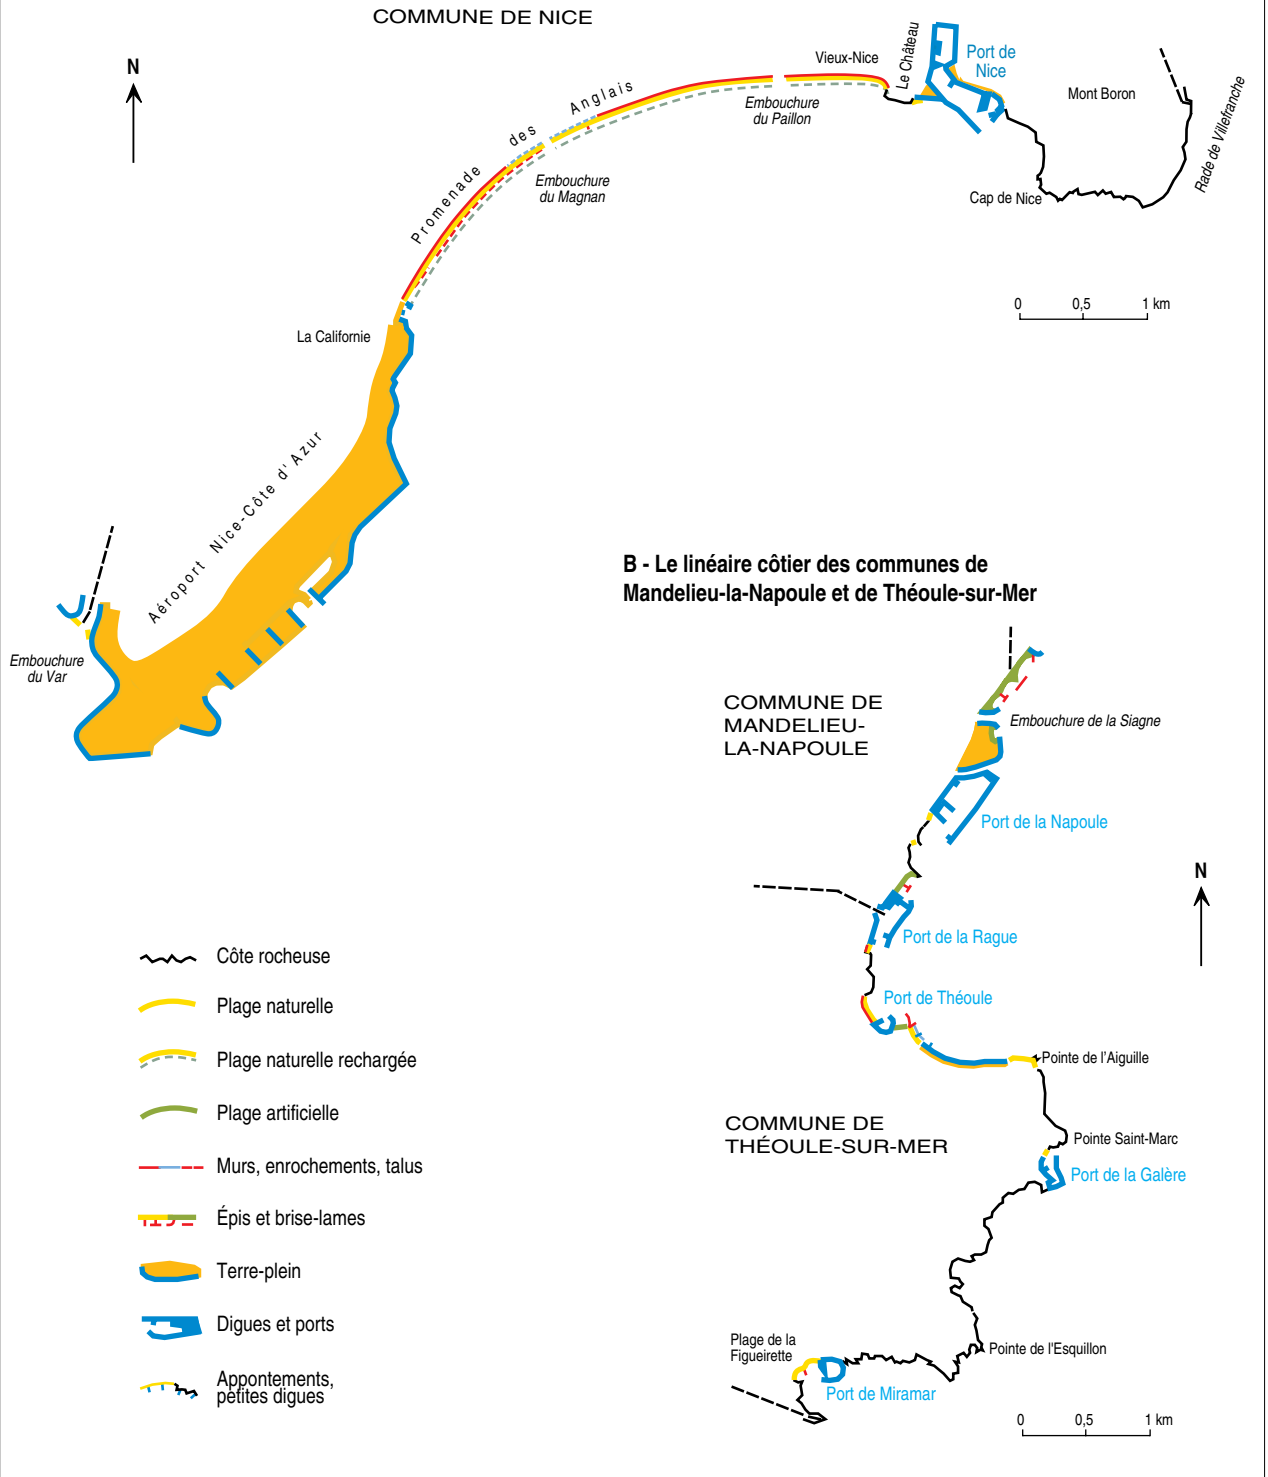 COMMUNE DE NICE
N
Vieux-Nice
Le Château
Port de
Nice
Mont Boron
Rade de Villefranche
Cap de Nice
Embouchure
du Paillon
Promenade des Anglais
Embouchure
du Magnan
0 0,5 1 km
La Californie
Aéroport Nice-Côte d'Azur
Embouchure
du Var
B - Le linéaire côtier des communes de
Mandelieu-la-Napoule et de Théoule-sur-Mer
COMMUNE DE
MANDELIEU-
LA-NAPOULE
Embouchure de la Siagne
Port de la Napoule
N
Port de la Rague
Port de Théoule
Pointe de l'Aiguille
COMMUNE DE
THÉOULE-SUR-MER
Pointe Saint-Marc
Port de la Galère
Plage de la
Figueirette
Pointe de l'Esquillon
Port de Miramar
0 0,5 1 km
Côte rocheuse
Plage naturelle
Plage naturelle rechargée
Plage artificielle
Murs, enrochements, talus
Épis et brise-lames
Terre-plein
Digues et ports
Appontements,
petites digues